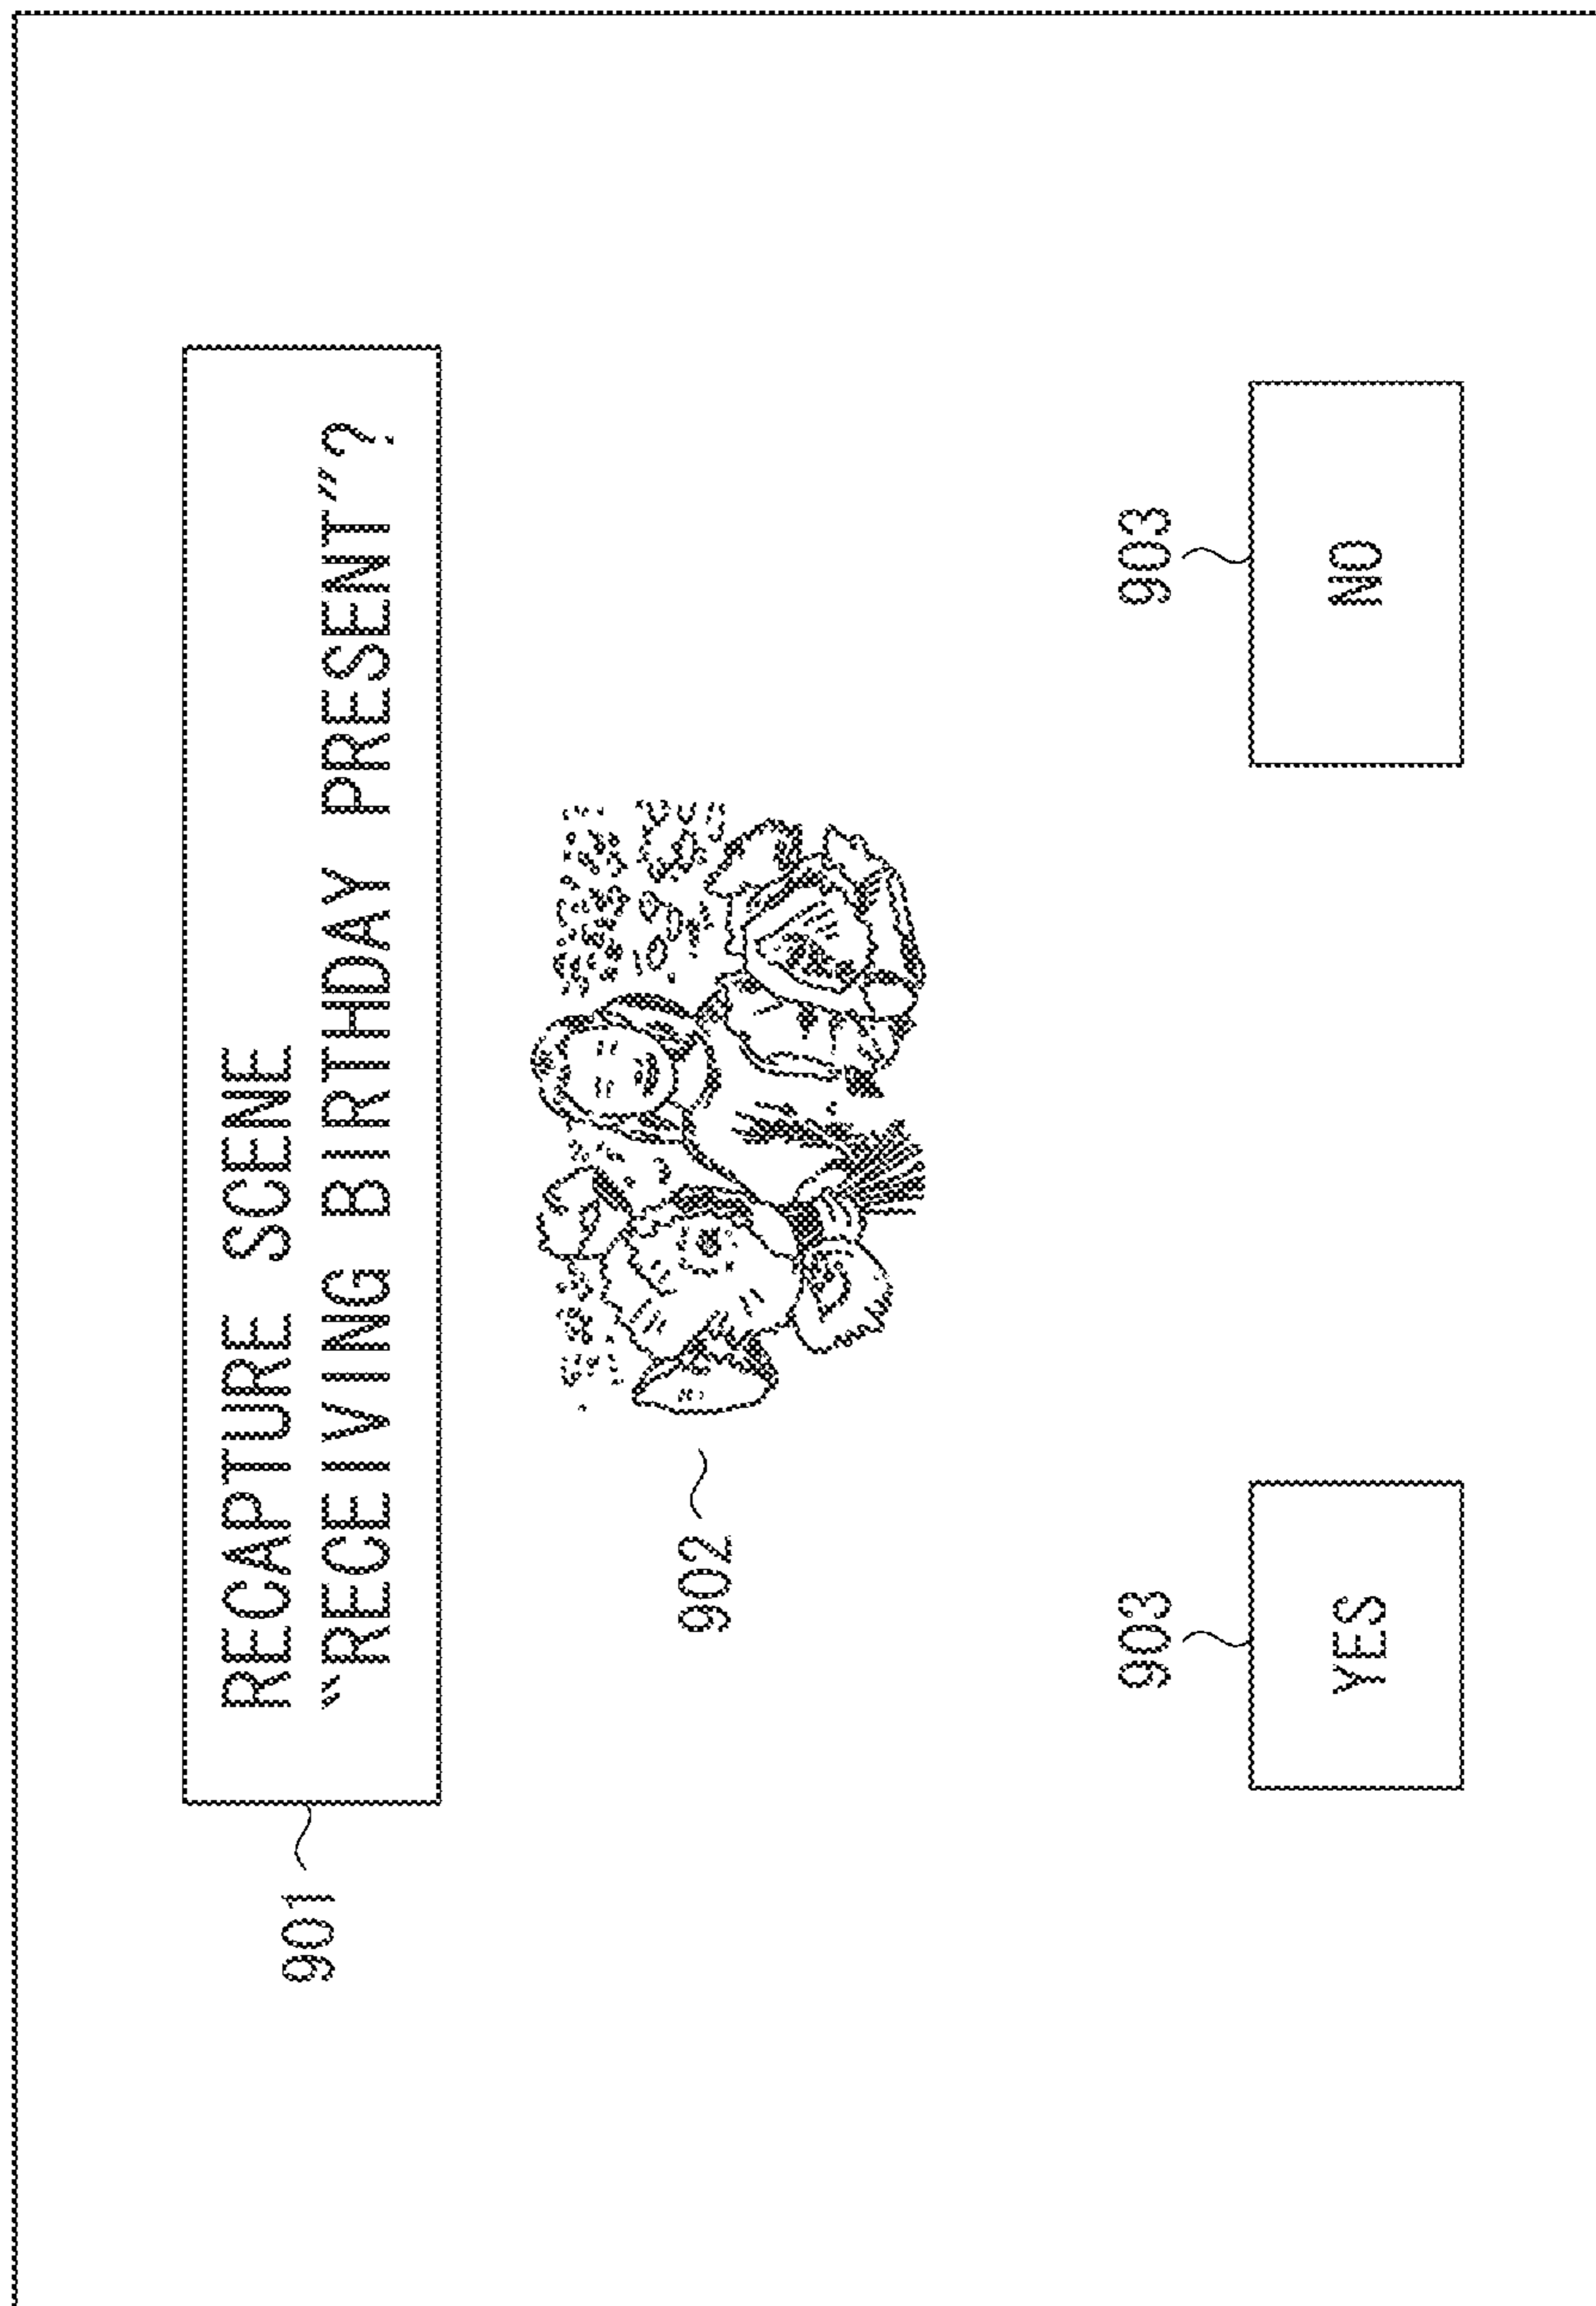 901
RECAPTURE SCENE
“RECEIVING BIRTHDAY PRESENT”?
902
903
YES
903
NO